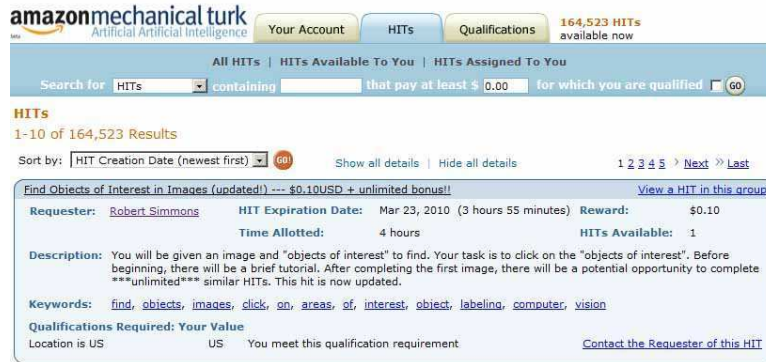 amazonmechanical turk
beta Artificial Artificial Intelligence
Your Account HITs Qualifications
164,523 HITs
available now
All HITs | HITs Available To You | HITs Assigned To You
Search for HITs containing that pay at least $ 0.00 for which you are qualified GO
HITs
1-10 of 164,523 Results
Sort by: HIT Creation Date (newest first) GO! Show all details | Hide all details 1 2 3 4 5 › Next » Last
Find Objects of Interest in Images (updated!) --- $0.10USD + unlimited bonus!! View a HIT in this group
Requester: Robert Simmons HIT Expiration Date: Mar 23, 2010 (3 hours 55 minutes) Reward: $0.10
Time Allotted: 4 hours HITs Available: 1
Description: You will be given an image and "objects of interest" to find. Your task is to click on the "objects of interest". Before
beginning, there will be a brief tutorial. After completing the first image, there will be a potential opportunity to complete
***unlimited*** similar HITs. This hit is now updated.
Keywords: find, objects, images, click, on, areas, of, interest, object, labeling, computer, vision
Qualifications Required: Your Value
Location is US US You meet this qualification requirement Contact the Requester of this HIT